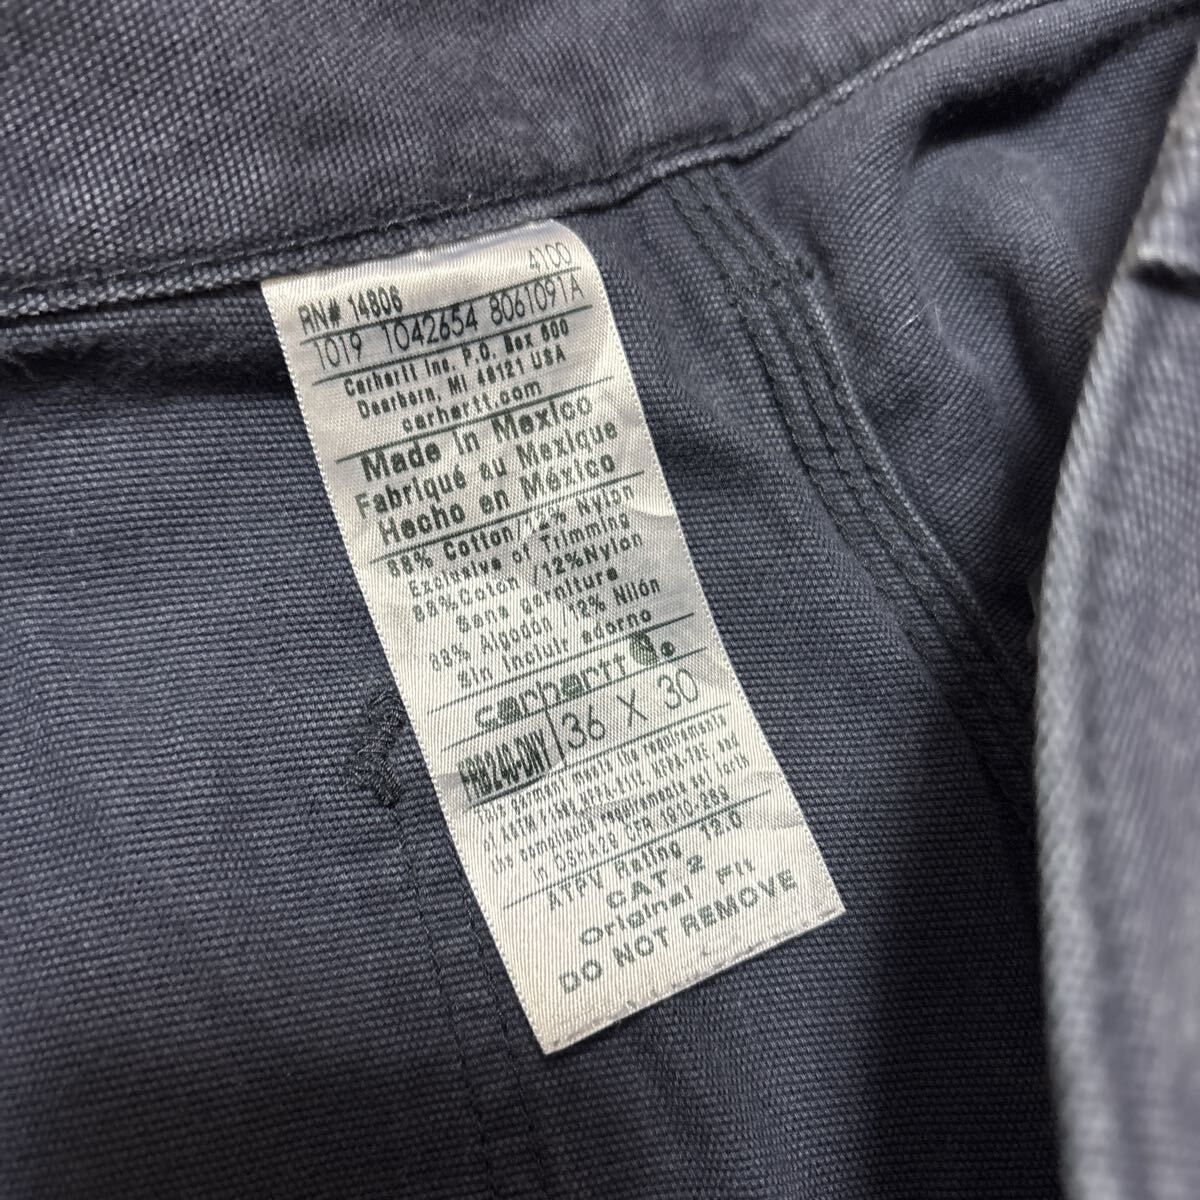 4100
RN# 14806
1019 1042654 8061091A
Carhartt Inc. P.O. Box 600
Dearborn, MI 48121 USA
carhartt.com
Made in Mexico
Fabriqué au Mexique
Hecho en México
88% Cotton/12% Nylon
Exclusive of Trimming
88%Coton /12%Nylon
Sans garniture
88% Algodón 12% Nilón
sin incluir adorno
carhartt
FRB240-DNY 36 X 30
This garment meets the requirements
of ASTM F1506, NFPA-2112, NFPA-70E and
the compliance requirements set forth
in OSHA29 CFR 1910-269
ATPV Rating 12.0
CAT. 2
Original Fit
DO NOT REMOVE